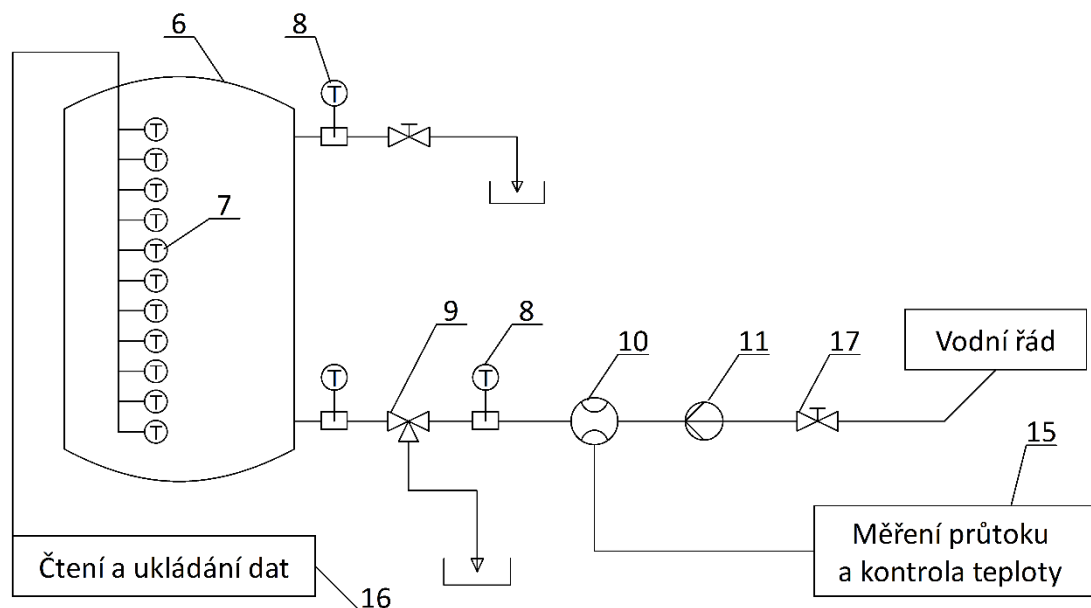 6
8
T
T
T
T
T
7
T
T
T
T
T
T
T
9
8
10
11
17
Vodní řád
T
T
T
15
Měření průtoku
a kontrola teploty
Čtení a ukládání dat
16